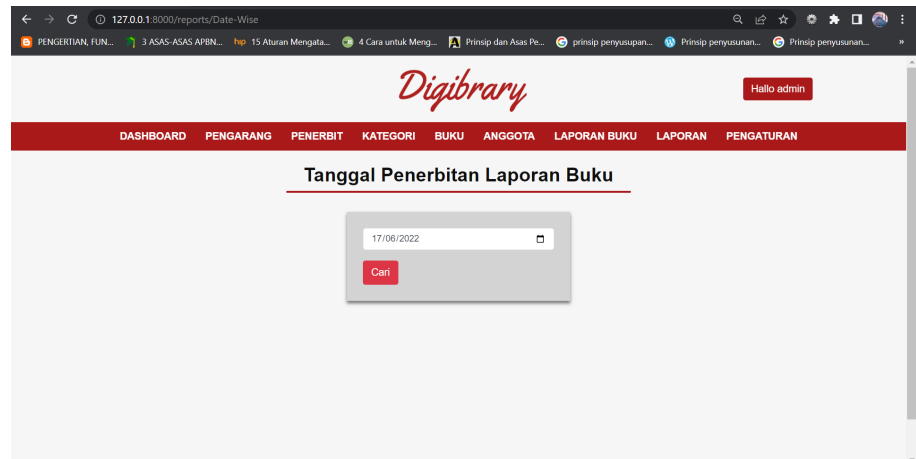 127.0.0.1:8000/reports/Date-Wise
PENGERTIAN, FUN... 3 ASAS-ASAS APBN... hip 15 Aturan Mengata... 4 Cara untuk Meng... A Prinsip dan Asas Pe... G prinsip penyusupan... Prinsip penyusunan... G Prinsip penyusunan... »
Digibrary
Hallo admin
DASHBOARD PENGARANG PENERBIT KATEGORI BUKU ANGGOTA LAPORAN BUKU LAPORAN PENGATURAN
Tanggal Penerbitan Laporan Buku
17/06/2022
Cari